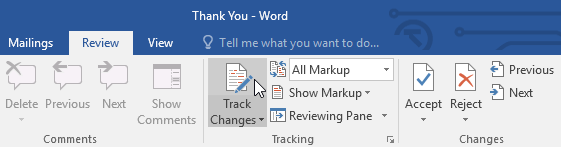 Thank You - Word
Mailings Review View Tell me what you want to do...
Delete Previous Next Show Comments
Comments
Track Changes
All Markup
Show Markup
Reviewing Pane
Tracking
Accept Reject
Previous
Next
Changes